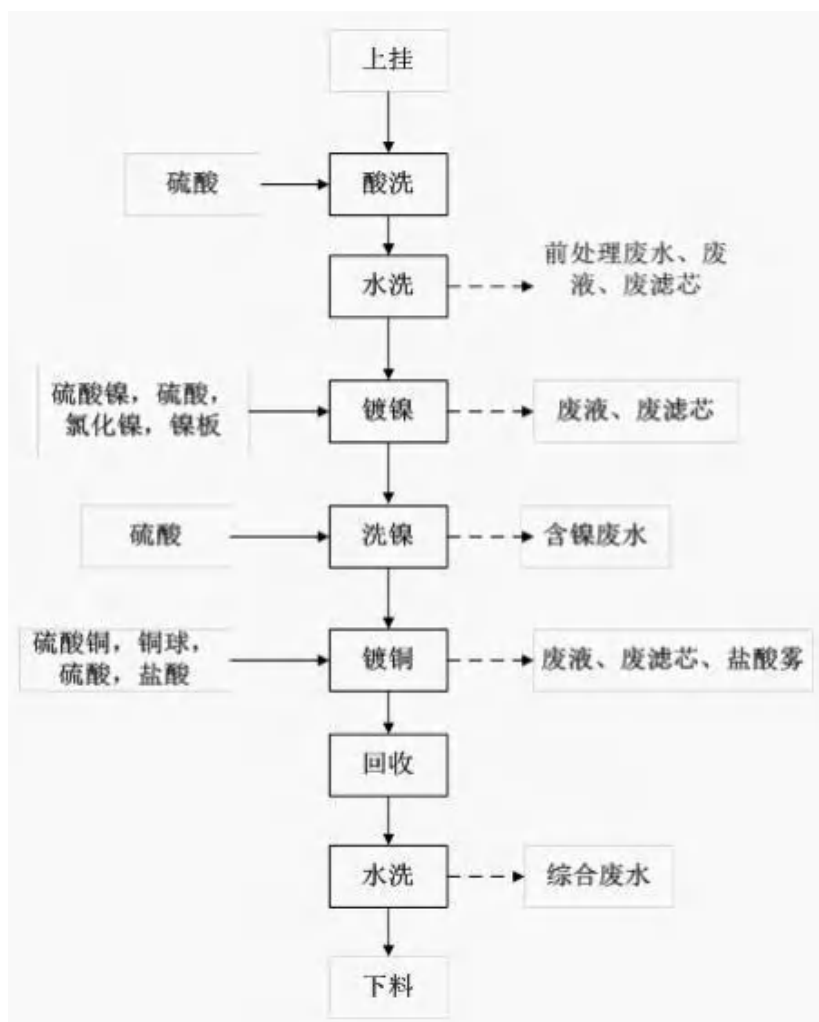 上挂
硫酸
酸洗
水洗
前处理废水、废
液、废滤芯
硫酸镍，硫酸，
氯化镍，镍板
镀镍
废液、废滤芯
硫酸
洗镍
含镍废水
硫酸铜，铜球，
硫酸，盐酸
镀铜
废液、废滤芯、盐酸雾
回收
水洗
综合废水
下料